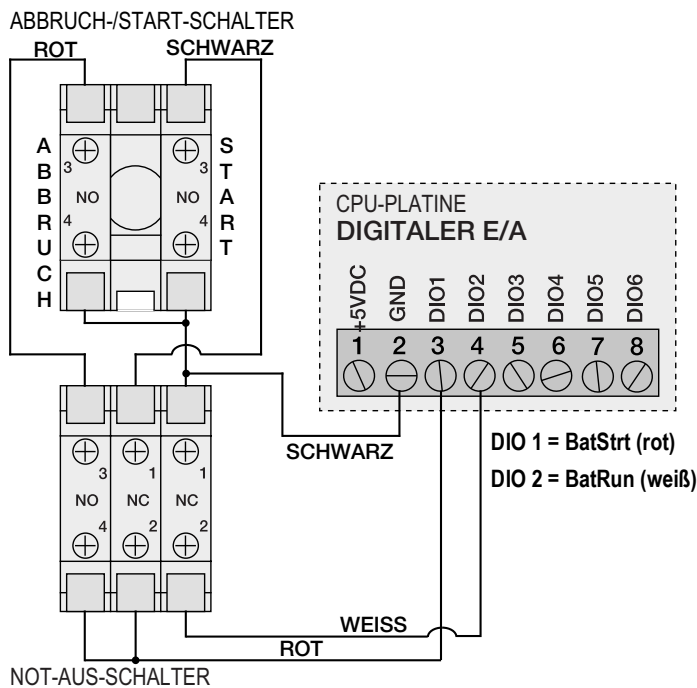 ABBRUCH-/START-SCHALTER
ROT
SCHWARZ
ABBRUCH
3
NO
4
START
3
NO
4
CPU-PLATINE
DIGITALER E/A
+5VDC GND DIO1 DIO2 DIO3 DIO4 DIO5 DIO6
1 2 3 4 5 6 7 8
SCHWARZ
DIO 1 = BatStrt (rot)
DIO 2 = BatRun (weiß)
3 1 1
NO NC NC
4 2 2
WEISS
ROT
NOT-AUS-SCHALTER